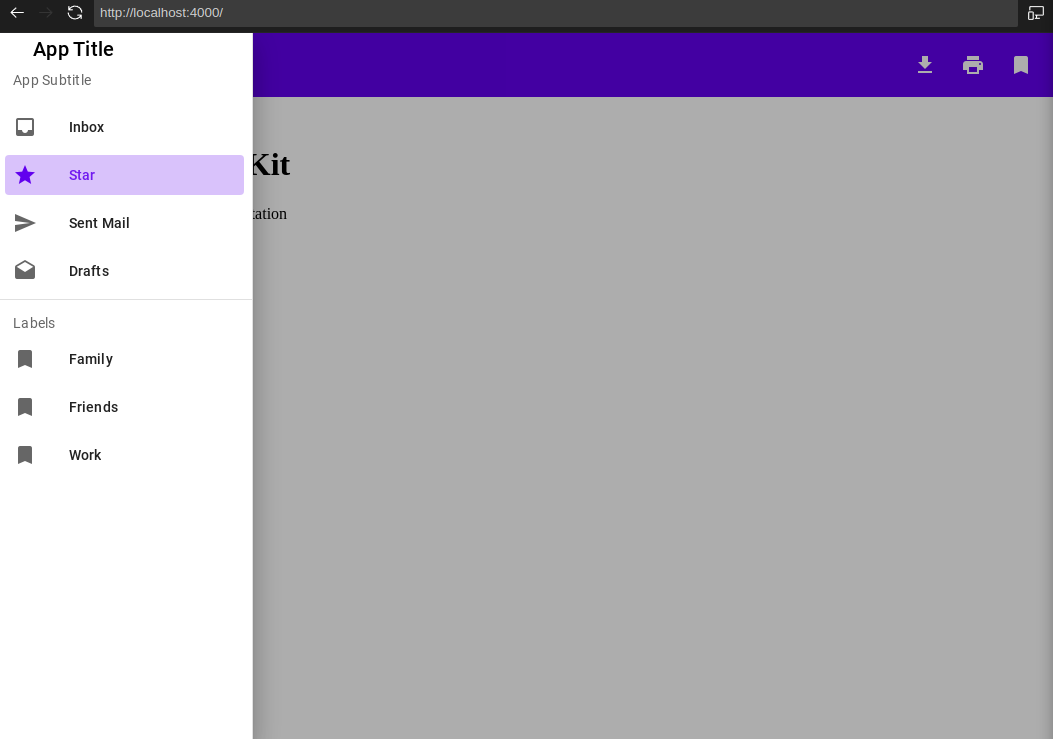 http://localhost:4000/
App Title
App Subtitle
Inbox
Kit
Star
tation
Sent Mail
Drafts
Labels
Family
Friends
Work